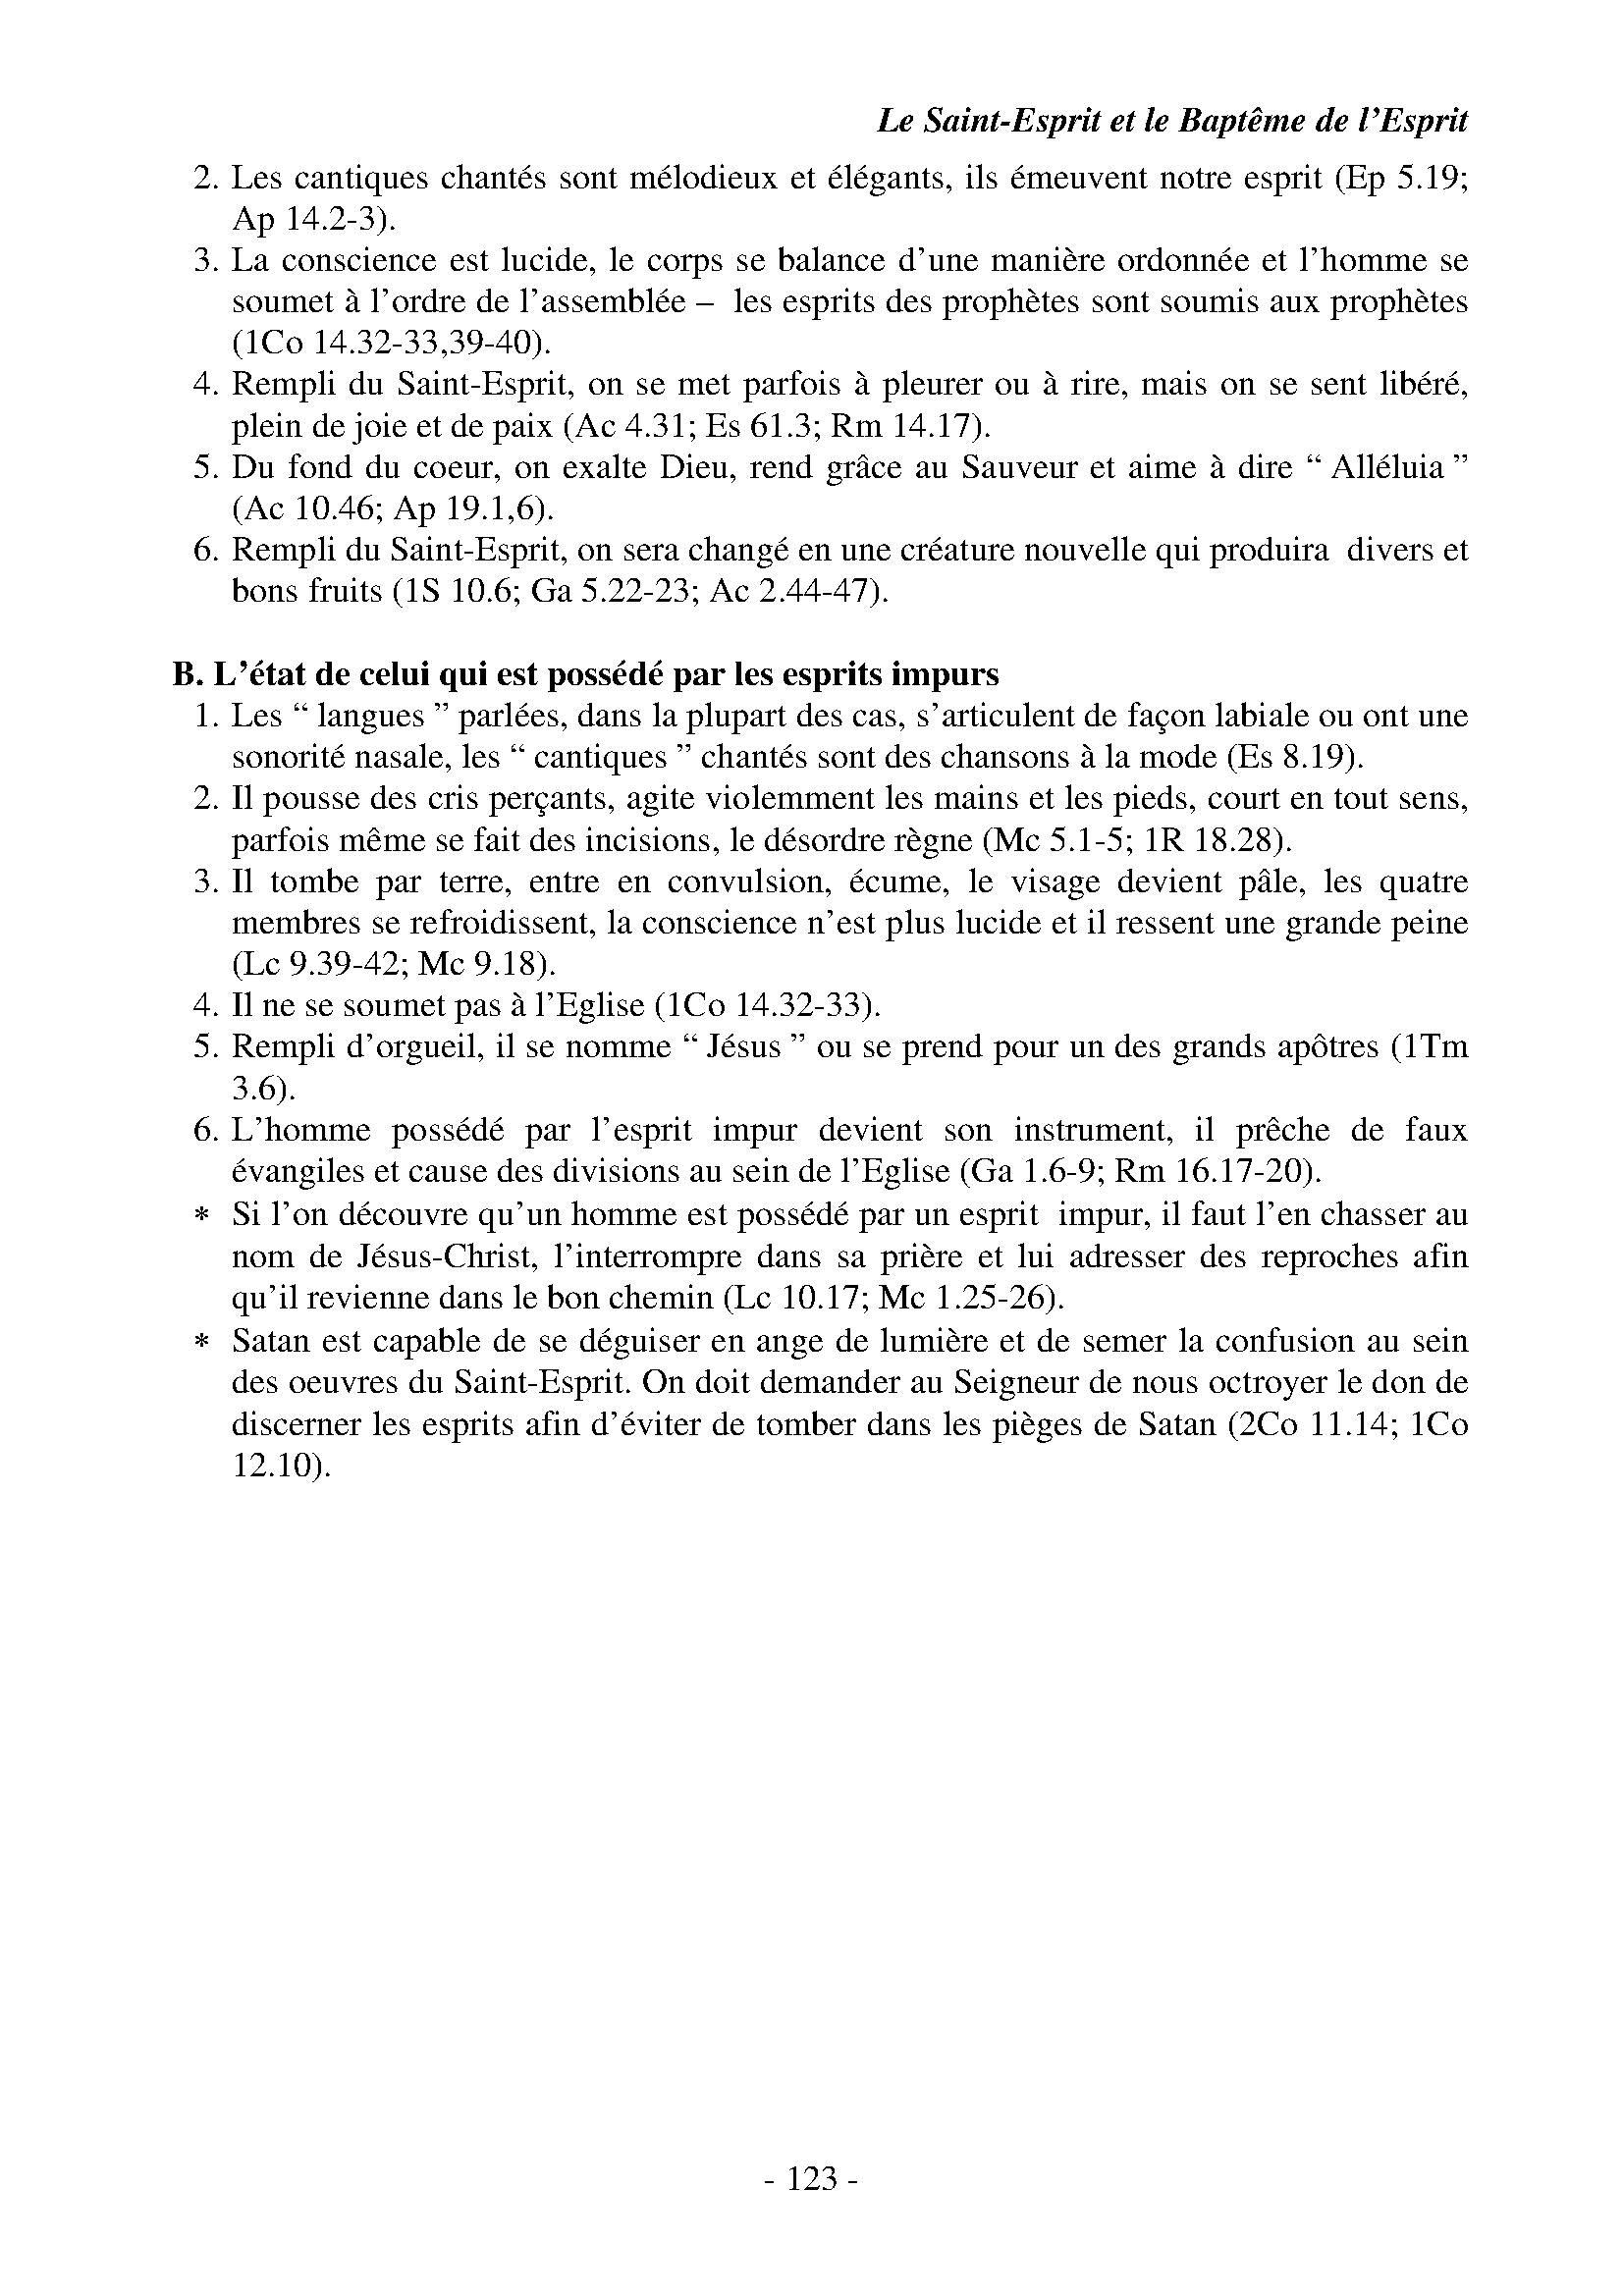 Le Saint-Esprit et le Baptême de l’Esprit
2. Les cantiques chantés sont mélodieux et élégants, ils émeuvent notre esprit (Ep 5.19;
Ap 14.2-3).
3. La conscience est lucide, le corps se balance d’une manière ordonnée et l’homme se
soumet à l’ordre de l’assemblée – les esprits des prophètes sont soumis aux prophètes
(1Co 14.32-33,39-40).
4. Rempli du Saint-Esprit, on se met parfois à pleurer ou à rire, mais on se sent libéré,
plein de joie et de paix (Ac 4.31; Es 61.3; Rm 14.17).
5. Du fond du coeur, on exalte Dieu, rend grâce au Sauveur et aime à dire “ Alléluia ”
(Ac 10.46; Ap 19.1,6).
6. Rempli du Saint-Esprit, on sera changé en une créature nouvelle qui produira divers et
bons fruits (1S 10.6; Ga 5.22-23; Ac 2.44-47).
B. L’état de celui qui est possédé par les esprits impurs
1. Les “ langues ” parlées, dans la plupart des cas, s’articulent de façon labiale ou ont une
sonorité nasale, les “ cantiques ” chantés sont des chansons à la mode (Es 8.19).
2. Il pousse des cris perçants, agite violemment les mains et les pieds, court en tout sens,
parfois même se fait des incisions, le désordre règne (Mc 5.1-5; 1R 18.28).
3. Il tombe par terre, entre en convulsion, écume, le visage devient pâle, les quatre
membres se refroidissent, la conscience n’est plus lucide et il ressent une grande peine
(Lc 9.39-42; Mc 9.18).
4. Il ne se soumet pas à l’Eglise (1Co 14.32-33).
5. Rempli d’orgueil, il se nomme “ Jésus ” ou se prend pour un des grands apôtres (1Tm
3.6).
6. L’homme possédé par l’esprit impur devient son instrument, il prêche de faux
évangiles et cause des divisions au sein de l’Eglise (Ga 1.6-9; Rm 16.17-20).
* Si l’on découvre qu’un homme est possédé par un esprit impur, il faut l’en chasser au
nom de Jésus-Christ, l’interrompre dans sa prière et lui adresser des reproches afin
qu’il revienne dans le bon chemin (Lc 10.17; Mc 1.25-26).
* Satan est capable de se déguiser en ange de lumière et de semer la confusion au sein
des oeuvres du Saint-Esprit. On doit demander au Seigneur de nous octroyer le don de
discerner les esprits afin d’éviter de tomber dans les pièges de Satan (2Co 11.14; 1Co
12.10).
- 123 -